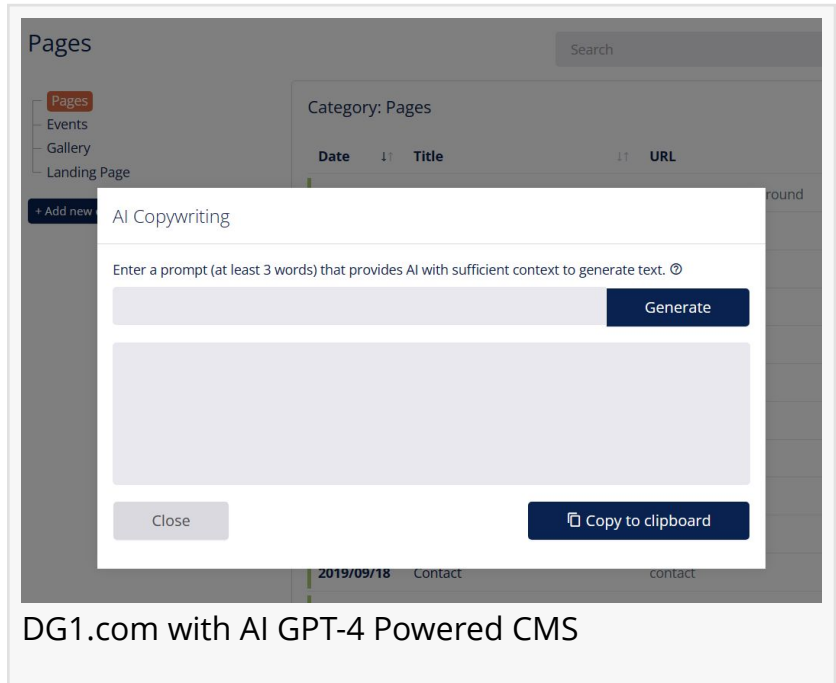 Pages
Search
Pages
Events
Gallery
Landing Page
+ Add new
Category: Pages
Date ↓↑ Title ↓↑ URL
round
AI Copywriting
Enter a prompt (at least 3 words) that provides AI with sufficient context to generate text.
Generate
Close
Copy to clipboard
2019/09/18 Contact contact
DG1.com with AI GPT-4 Powered CMS